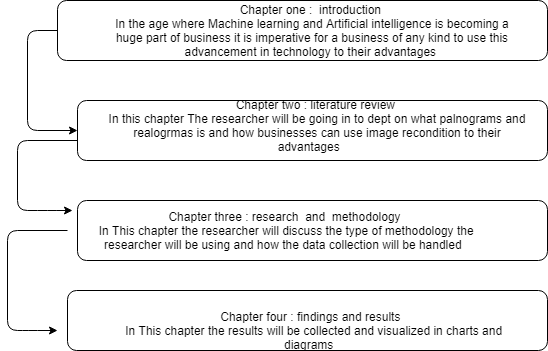 Chapter one :  introduction
In the age where Machine learning and Artificial intelligence is becoming a
huge part of business it is imperative for a business of any kind to use this
advancement in technology to their advantages
Chapter two : literature review
In this chapter The researcher will be going in to dept on what palnograms and
realogrmas is and how businesses can use image recondition to their
advantages
Chapter three : research  and  methodology
In This chapter the researcher will discuss the type of methodology the
researcher will be using and how the data collection will be handled
Chapter four : findings and results
In This chapter the results will be collected and visualized in charts and
diagrams